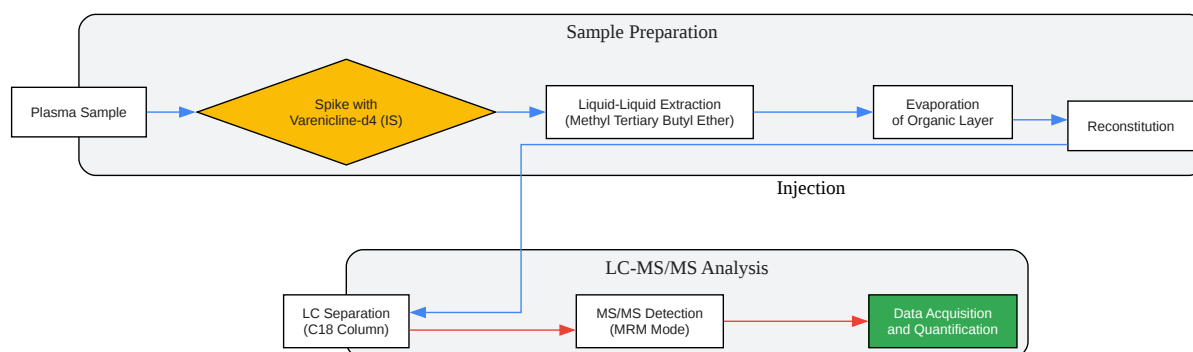 Sample Preparation
Plasma Sample
Spike with
Varenicline-d4 (IS)
Liquid-Liquid Extraction
(Methyl Tertiary Butyl Ether)
Evaporation
of Organic Layer
Reconstitution
Injection
LC-MS/MS Analysis
LC Separation
(C18 Column)
MS/MS Detection
(MRM Mode)
Data Acquisition
and Quantification